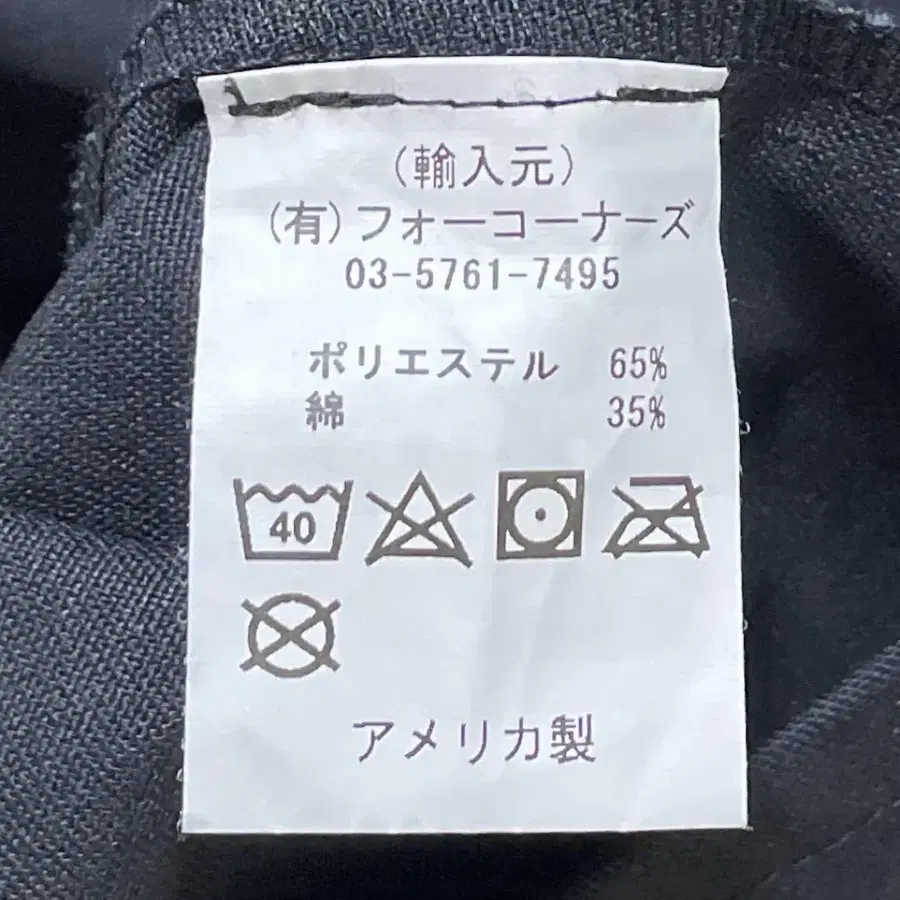 (輸入元)
(有)フォーコーナーズ
03-5761-7495
ポリエステル 65%
綿 35%
40
アメリカ製